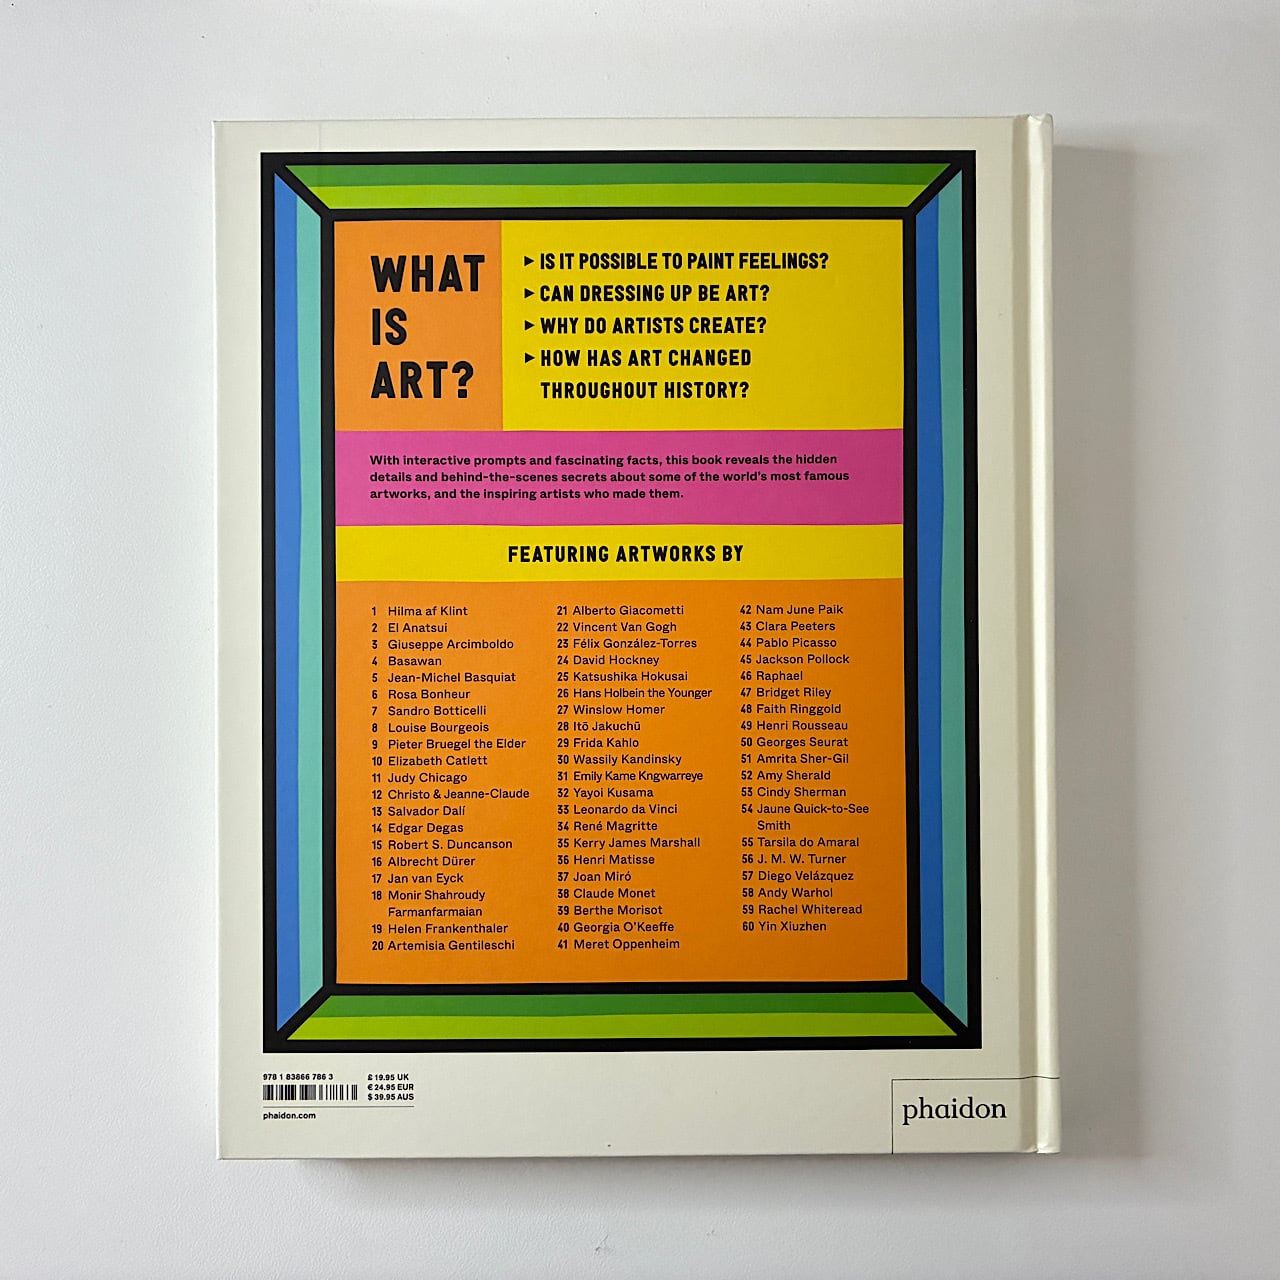 WHAT
IS
ART?
▶ IS IT POSSIBLE TO PAINT FEELINGS?
▶ CAN DRESSING UP BE ART?
▶ WHY DO ARTISTS CREATE?
▶ HOW HAS ART CHANGED
THROUGHOUT HISTORY?
With interactive prompts and fascinating facts, this book reveals the hidden
details and behind-the-scenes secrets about some of the world's most famous
artworks, and the inspiring artists who made them.
FEATURING ARTWORKS BY
1 Hilma af Klint
2 El Anatsui
3 Giuseppe Arcimboldo
4 Basawan
5 Jean-Michel Basquiat
6 Rosa Bonheur
7 Sandro Botticelli
8 Louise Bourgeois
9 Pieter Bruegel the Elder
10 Elizabeth Catlett
11 Judy Chicago
12 Christo & Jeanne-Claude
13 Salvador Dalí
14 Edgar Degas
15 Robert S. Duncanson
16 Albrecht Dürer
17 Jan van Eyck
18 Monir Shahroudy
Farmanfarmaian
19 Helen Frankenthaler
20 Artemisia Gentileschi
21 Alberto Giacometti
22 Vincent Van Gogh
23 Félix González-Torres
24 David Hockney
25 Katsushika Hokusai
26 Hans Holbein the Younger
27 Winslow Homer
28 Itō Jakuchū
29 Frida Kahlo
30 Wassily Kandinsky
31 Emily Kame Kngwarreye
32 Yayoi Kusama
33 Leonardo da Vinci
34 René Magritte
35 Kerry James Marshall
36 Henri Matisse
37 Joan Miró
38 Claude Monet
39 Berthe Morisot
40 Georgia O'Keeffe
41 Meret Oppenheim
42 Nam June Paik
43 Clara Peeters
44 Pablo Picasso
45 Jackson Pollock
46 Raphael
47 Bridget Riley
48 Faith Ringgold
49 Henri Rousseau
50 Georges Seurat
51 Amrita Sher-Gil
52 Amy Sherald
53 Cindy Sherman
54 Jaune Quick-to-See
Smith
55 Tarsila do Amaral
56 J. M. W. Turner
57 Diego Velázquez
58 Andy Warhol
59 Rachel Whiteread
60 Yin Xiuzhen
978 1 83866 786 3
£ 19.95 UK
€ 24.95 EUR
$ 39.95 AUS
phaidon.com
phaidon